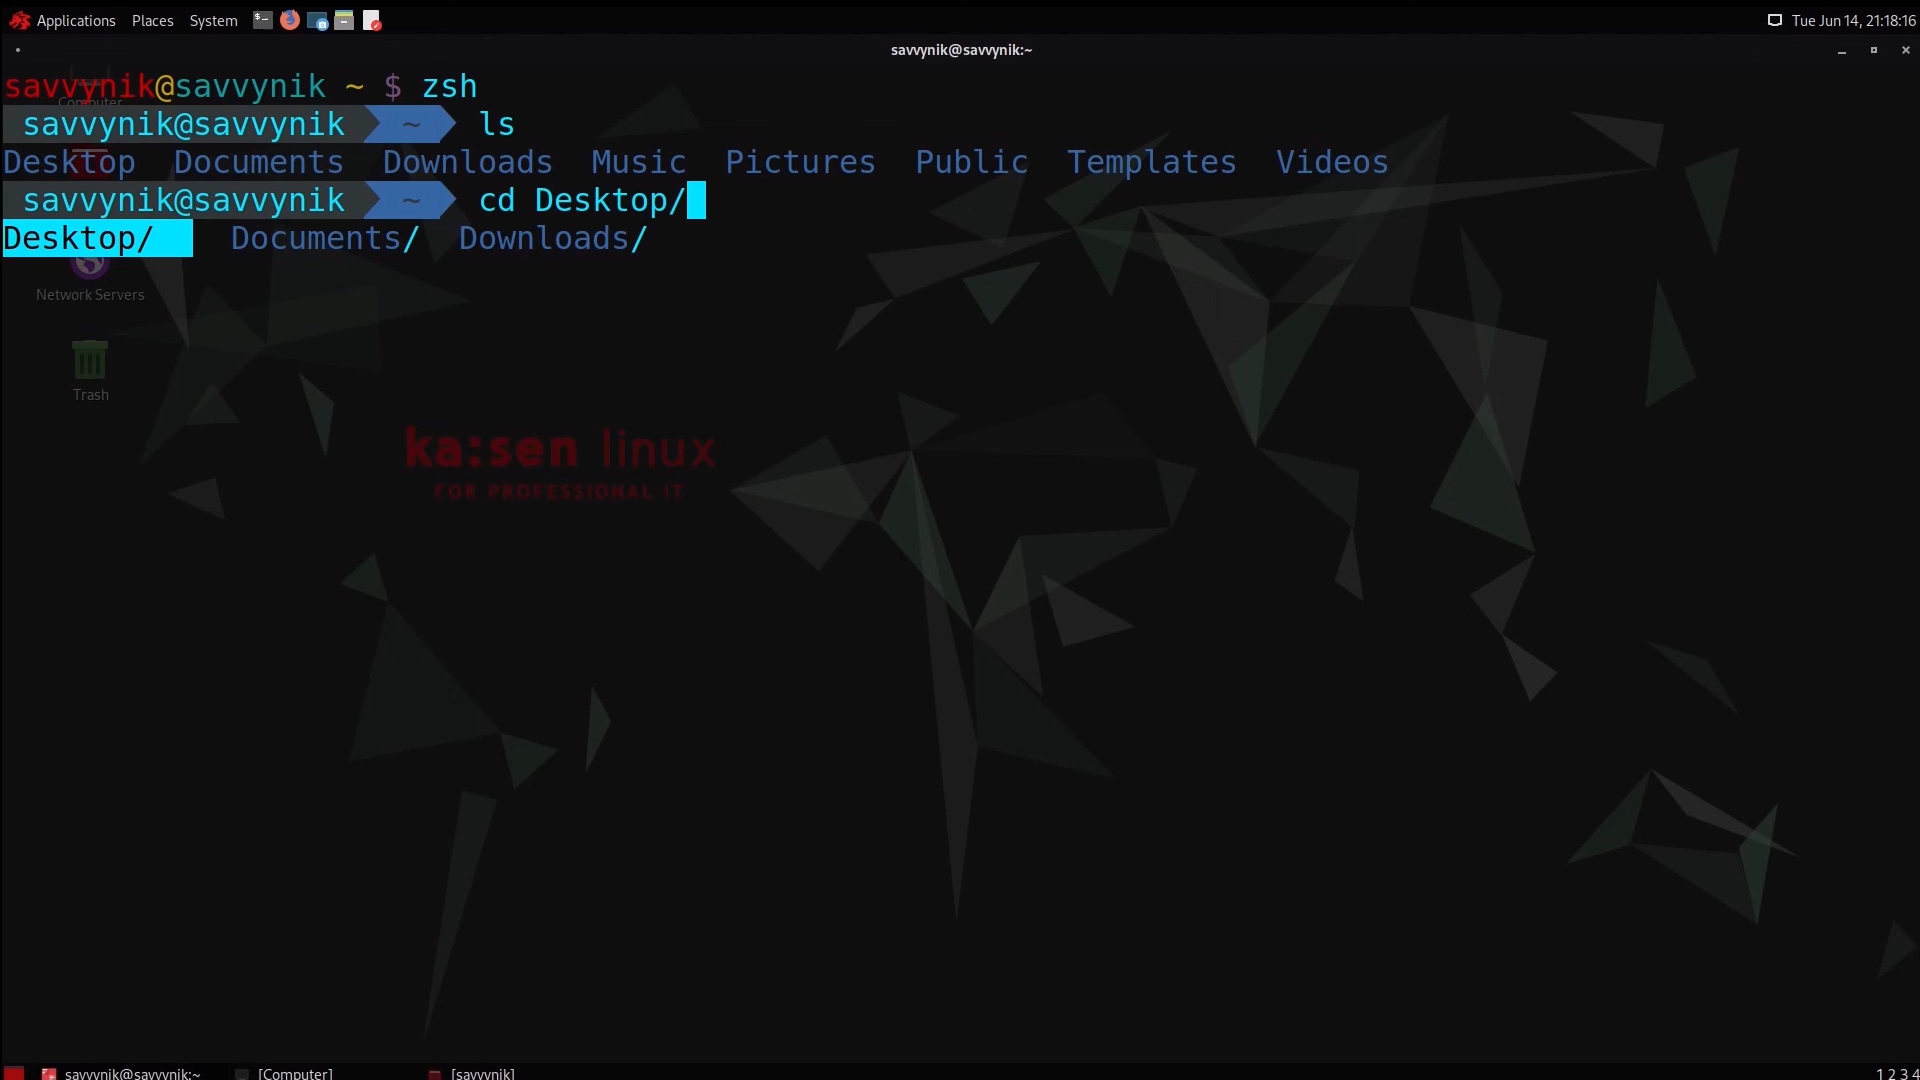 Applications Places System Tue Jun 14, 21:18:16
savvynik@savvynik:~
savvynik@savvynik ~ $ zsh
Computer
savvynik@savvynik ~ ls
Desktop Documents Downloads Music Pictures Public Templates Videos
savvynik@savvynik ~ cd Desktop/
Desktop/ Documents/ Downloads/
Network Servers
Trash
ka:sen linux
FOR PROFESSIONAL IT
savvynik@savvynik:~ [Computer] [savvynik] 1 2 3 4